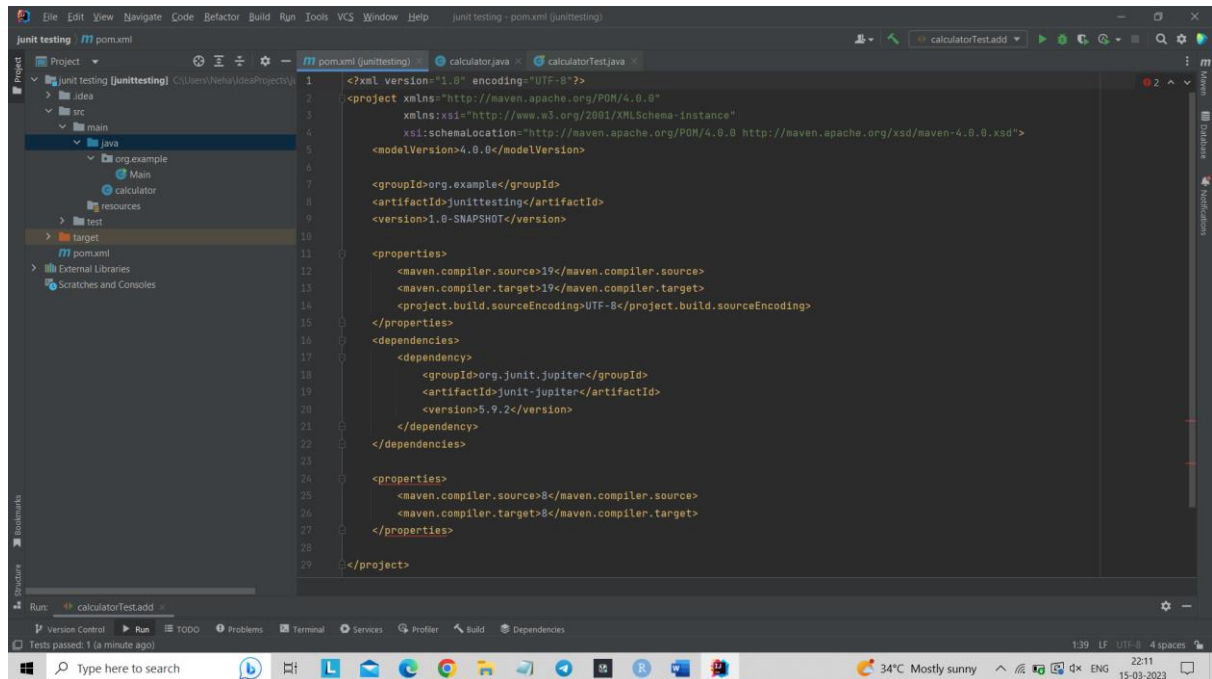 File Edit View Navigate Code Refactor Build Run Tools VCS Window Help junit testing - pom.xml (junittesting)
junit testing pom.xml
calculatorTest.add
Project
pom.xml (junittesting)
calculator.java
calculatorTest.java
junit testing [junittesting] C:\Users\Neha\IdeaProjects\j
.idea
src
main
java
org.example
Main
calculator
resources
test
target
pom.xml
External Libraries
Scratches and Consoles
1 <?xml version="1.0" encoding="UTF-8"?>
2 <project xmlns="http://maven.apache.org/POM/4.0.0"
3 xmlns:xsi="http://www.w3.org/2001/XMLSchema-instance"
4 xsi:schemaLocation="http://maven.apache.org/POM/4.0.0 http://maven.apache.org/xsd/maven-4.0.0.xsd">
5 <modelVersion>4.0.0</modelVersion>
6
7 <groupId>org.example</groupId>
8 <artifactId>junittesting</artifactId>
9 <version>1.0-SNAPSHOT</version>
10
11 <properties>
12 <maven.compiler.source>19</maven.compiler.source>
13 <maven.compiler.target>19</maven.compiler.target>
14 <project.build.sourceEncoding>UTF-8</project.build.sourceEncoding>
15 </properties>
16 <dependencies>
17 <dependency>
18 <groupId>org.junit.jupiter</groupId>
19 <artifactId>junit-jupiter</artifactId>
20 <version>5.9.2</version>
21 </dependency>
22 </dependencies>
23
24 <properties>
25 <maven.compiler.source>8</maven.compiler.source>
26 <maven.compiler.target>8</maven.compiler.target>
27 </properties>
28
29 </project>
2
Project
Bookmarks
Structure
Maven
Database
Notifications
Run: calculatorTest.add
Version Control Run TODO Problems Terminal Services Profiler Build Dependencies
Tests passed: 1 (a minute ago)
1:39 LF UTF-8 4 spaces
Type here to search
34°C Mostly sunny
ENG
22:11
15-03-2023